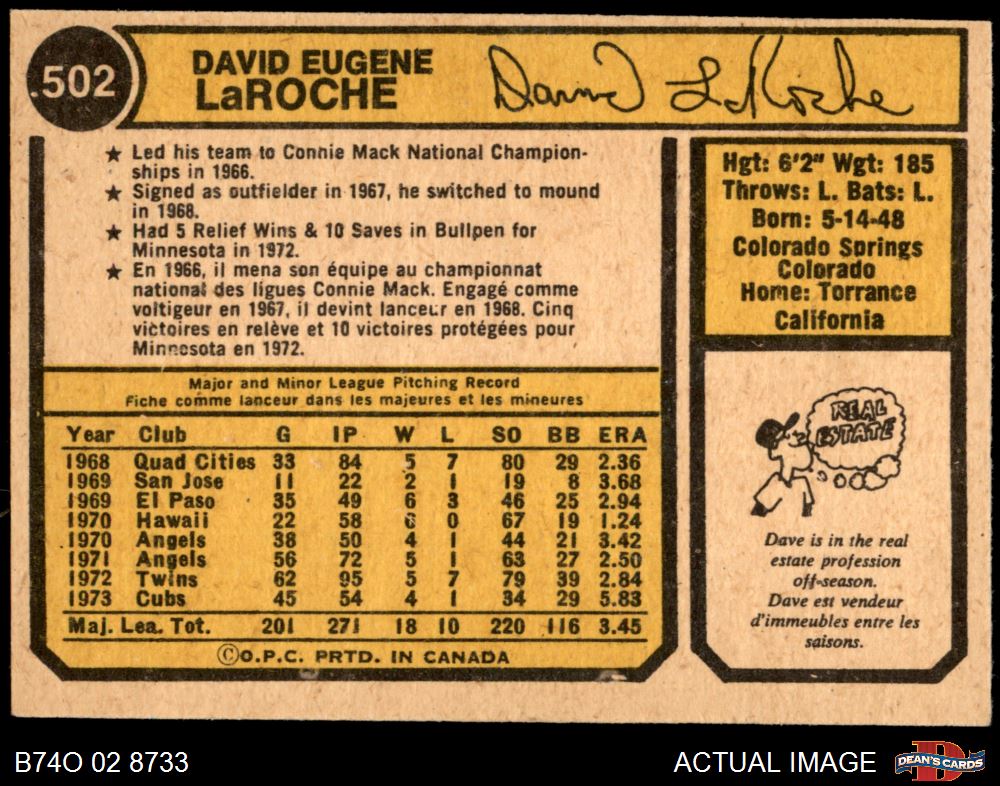 502
DAVID EUGENE
LaROCHE
David LaRoche
★ Led his team to Connie Mack National Champion-
ships in 1966.
★ Signed as outfielder in 1967, he switched to mound
in 1968.
★ Had 5 Relief Wins & 10 Saves in Bullpen for
Minnesota in 1972.
★ En 1966, il mena son équipe au championnat
national des ligues Connie Mack. Engagé comme
voltigeur en 1967, il devint lanceur en 1968. Cinq
victoires en relève et 10 victoires protégées pour
Minnesota en 1972.
Hgt: 6'2" Wgt: 185
Throws: L. Bats: L.
Born: 5-14-48
Colorado Springs
Colorado
Home: Torrance
California
Major and Minor League Pitching Record
Fiche comme lanceur dans les majeures et les mineures
Year Club G IP W L SO BB ERA
1968 Quad Cities 33 84 5 7 80 29 2.36
1969 San Jose 11 22 2 1 19 8 3.68
1969 El Paso 35 49 6 3 46 25 2.94
1970 Hawaii 22 58 6 0 67 19 1.24
1970 Angels 38 50 4 1 44 21 3.42
1971 Angels 56 72 5 1 63 27 2.50
1972 Twins 62 95 5 7 79 39 2.84
1973 Cubs 45 54 4 1 34 29 5.83
Maj. Lea. Tot. 201 271 18 10 220 116 3.45
©O.P.C. PRTD. IN CANADA
REAL
ESTATE
Dave is in the real
estate profession
off-season.
Dave est vendeur
d'immeubles entre les
saisons.
B74O 02 8733
ACTUAL IMAGE
D
DEAN'S CARDS